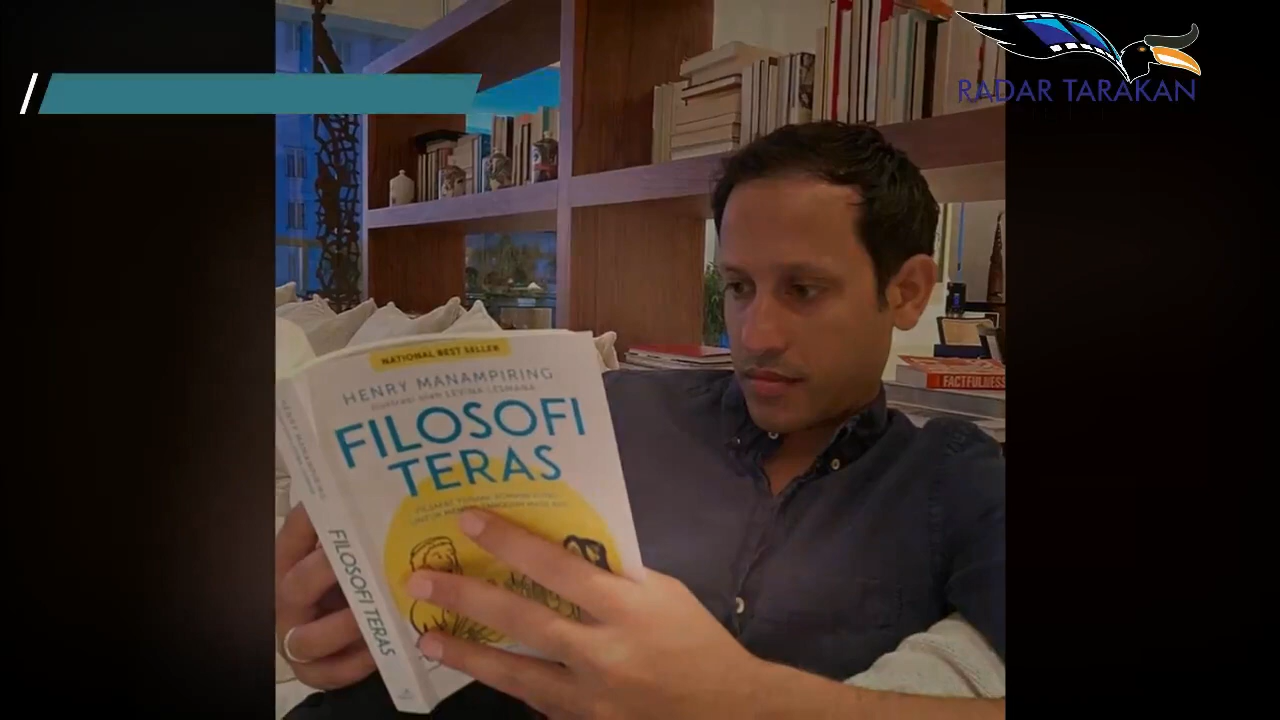 RADAR TARAKAN
NATIONAL BEST SELLER
HENRY MANAMPIRING
FILOSOFI
TERAS
FILOSOFI TERAS
FACTFULNESS